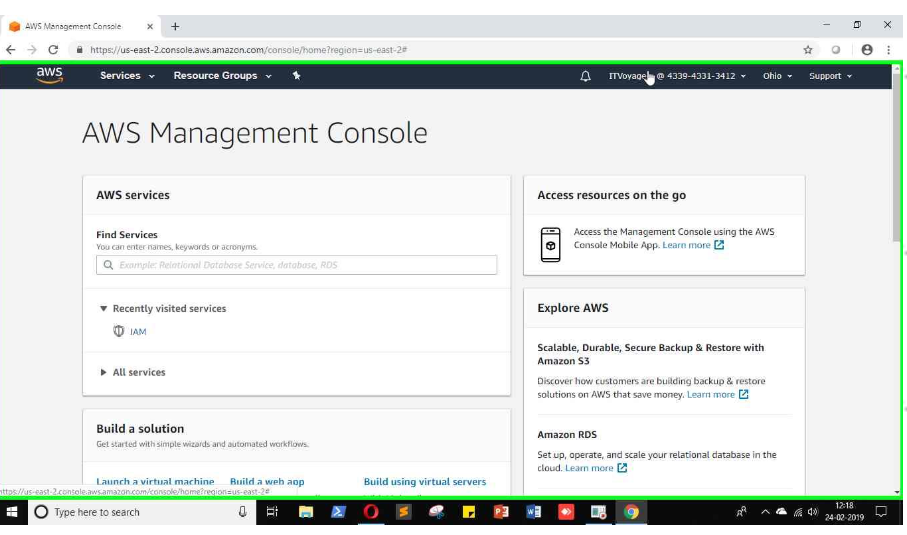 AWS Management Console
https://us-east-2.console.aws.amazon.com/console/home?region=us-east-2#
aws Services Resource Groups ITVoyage @ 4339-4331-3412 Ohio Support
AWS Management Console
AWS services
Find Services
You can enter names, keywords or acronyms.
Example: Relational Database Service, database, RDS
Recently visited services
IAM
All services
Build a solution
Get started with simple wizards and automated workflows.
Launch a virtual machine Build a web app Build using virtual servers
Access resources on the go
Access the Management Console using the AWS
Console Mobile App. Learn more
Explore AWS
Scalable, Durable, Secure Backup & Restore with
Amazon S3
Discover how customers are building backup & restore
solutions on AWS that save money. Learn more
Amazon RDS
Set up, operate, and scale your relational database in the
cloud. Learn more
https://us-east-2.console.aws.amazon.com/console/home?region=us-east-2#
Type here to search
12:18
24-02-2019